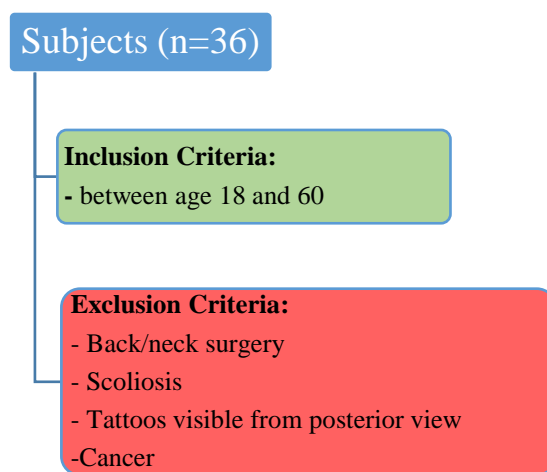 Subjects (n=36)
Inclusion Criteria:
- between age 18 and 60
Exclusion Criteria:
- Back/neck surgery
- Scoliosis
- Tattoos visible from posterior view
-Cancer